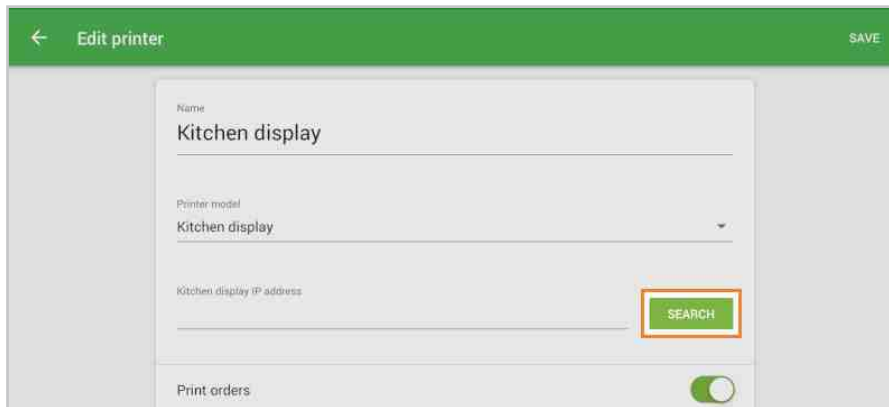 Edit printer
SAVE
Name
Kitchen display
Printer model
Kitchen display
Kitchen display IP address
SEARCH
Print orders